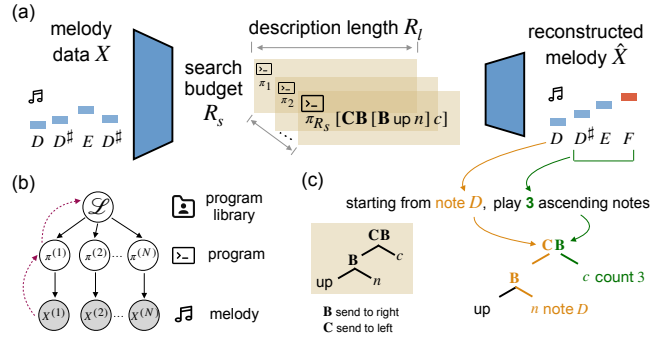 (a)
melody
data X
search
budget
R_s
description length R_l
π_1
π_2
...
π_{R_s} [CB [B up n] c]
reconstructed
melody X̂
D D♯ E D♯
D D♯ E F
starting from note D, play 3 ascending notes
CB
c count 3
B
up
n note D
(b)
ℒ
program
library
π^(1) π^(2) ... π^(N)
program
X^(1) X^(2) ... X^(N)
melody
(c)
CB
B
c
up
n
B send to right
C send to left